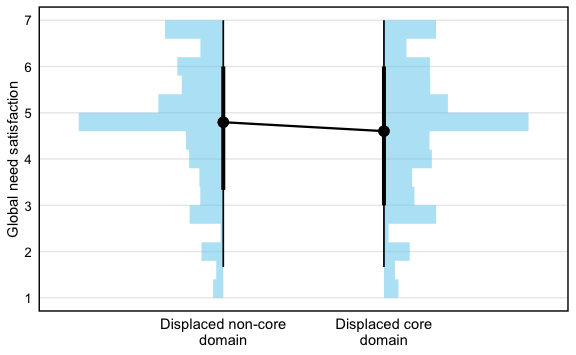 Global need satisfaction
7
6
5
4
3
2
1
Displaced non-core
domain
Displaced core
domain